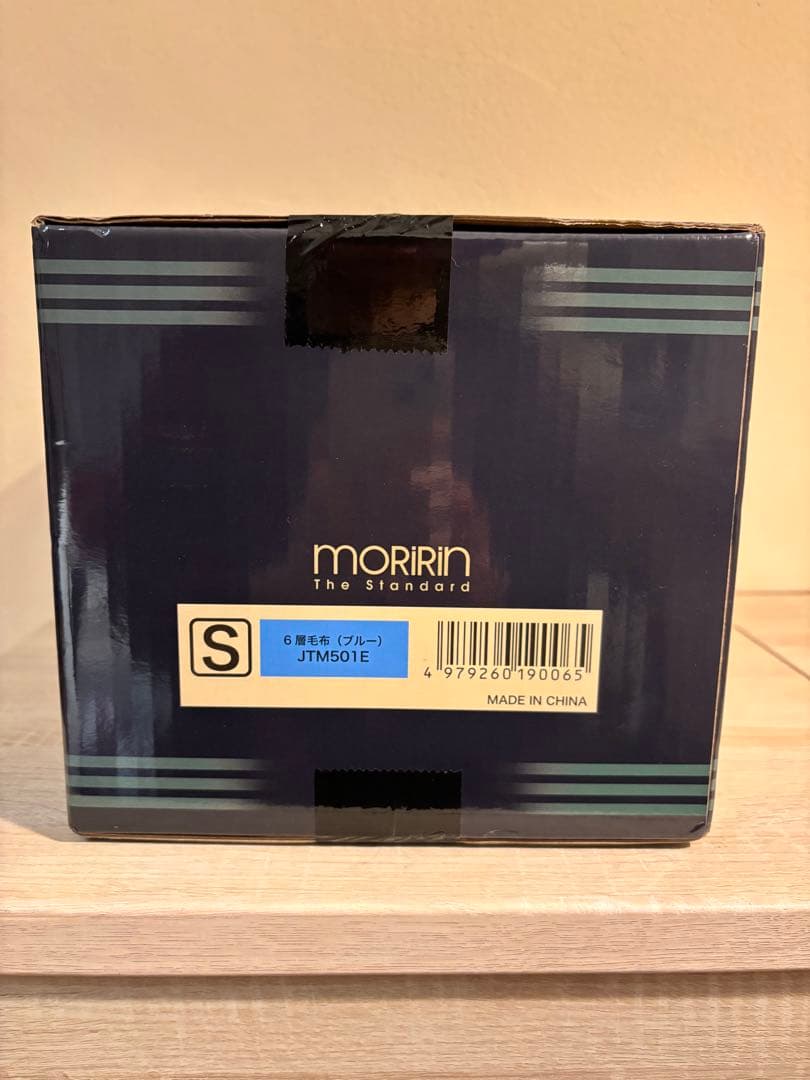 MORiRiN
The Standard
S
6層毛布（ブルー）
JTM501E
4 979260 190065
MADE IN CHINA